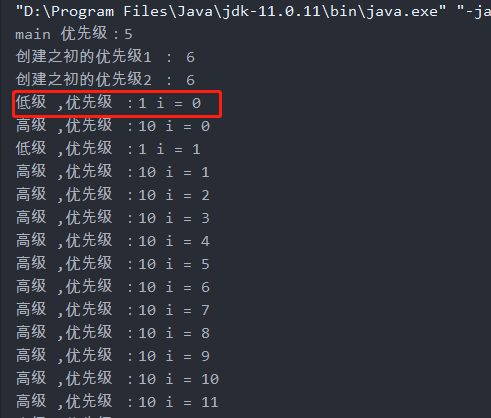 "D:\Program Files\Java\jdk-11.0.11\bin\java.exe" "-ja
main 优先级：5
创建之初的优先级1 ： 6
创建之初的优先级2 ： 6
低级 ,优先级 ：1 i = 0
高级 ,优先级 ：10 i = 0
低级 ,优先级 ：1 i = 1
高级 ,优先级 ：10 i = 1
高级 ,优先级 ：10 i = 2
高级 ,优先级 ：10 i = 3
高级 ,优先级 ：10 i = 4
高级 ,优先级 ：10 i = 5
高级 ,优先级 ：10 i = 6
高级 ,优先级 ：10 i = 7
高级 ,优先级 ：10 i = 8
高级 ,优先级 ：10 i = 9
高级 ,优先级 ：10 i = 10
高级 ,优先级 ：10 i = 11